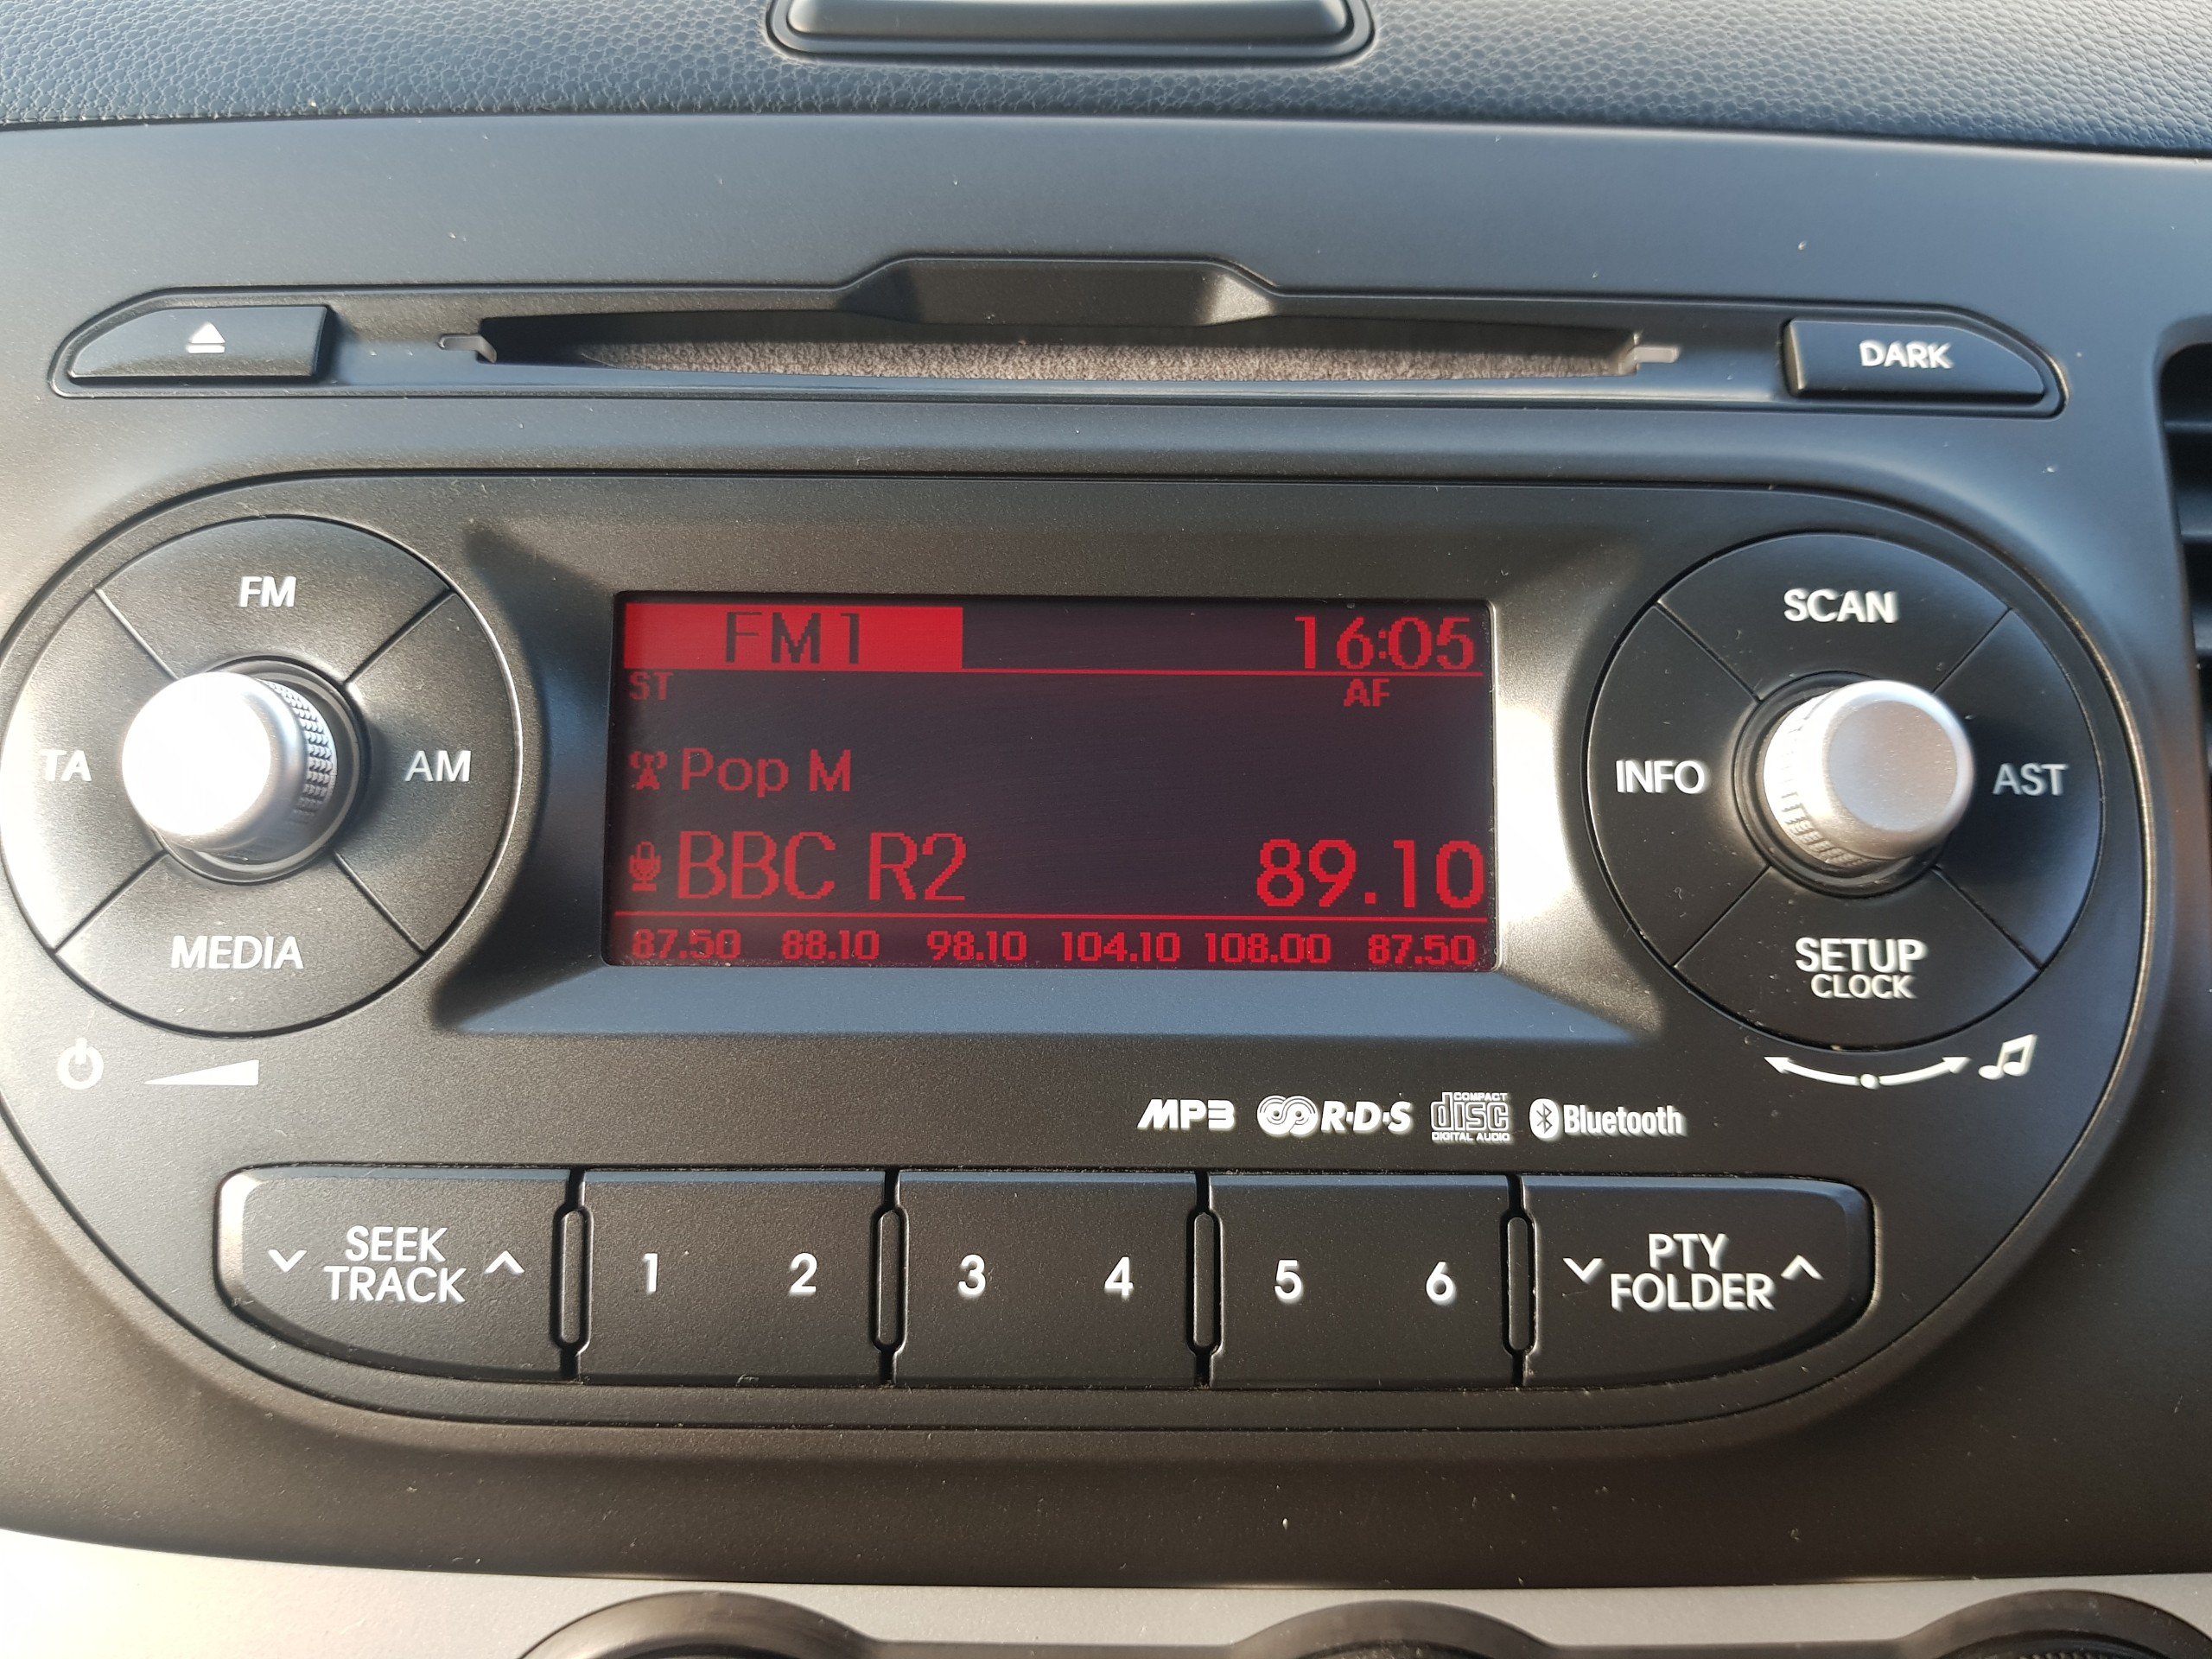 DARK
FM
TA
AM
MEDIA
FM1 16:05
ST AF
Pop M
BBC R2 89.10
87.50 88.10 98.10 104.10 108.00 87.50
SCAN
INFO
AST
SETUP
CLOCK
MP3 R·D·S COMPACT disc DIGITAL AUDIO Bluetooth
SEEK
TRACK
1 2 3 4 5 6
PTY
FOLDER